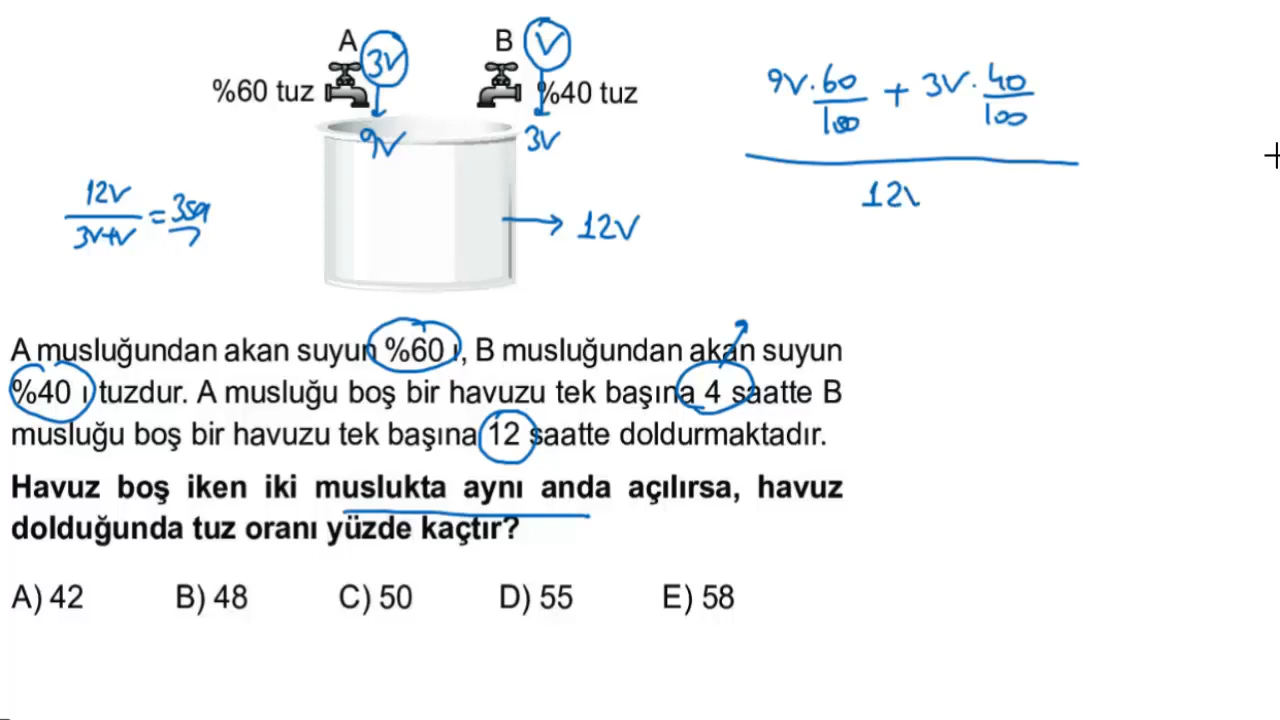 A 3V B V
%60 tuz %40 tuz
9V 3V
12V
12V / 3V+V = 3sa
9V · 60/100 + 3V · 40/100
12V
A musluğundan akan suyun %60 ı, B musluğundan akan suyun
%40 ı tuzdur. A musluğu boş bir havuzu tek başına 4 saatte B
musluğu boş bir havuzu tek başına 12 saatte doldurmaktadır.
Havuz boş iken iki muslukta aynı anda açılırsa, havuz
dolduğunda tuz oranı yüzde kaçtır?
A) 42 B) 48 C) 50 D) 55 E) 58